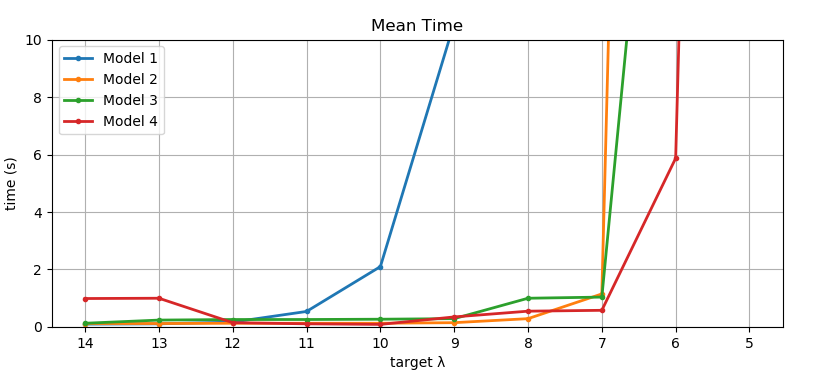 Mean Time
10
8
6
4
2
0
time (s)
Model 1
Model 2
Model 3
Model 4
14 13 12 11 10 9 8 7 6 5
target λ